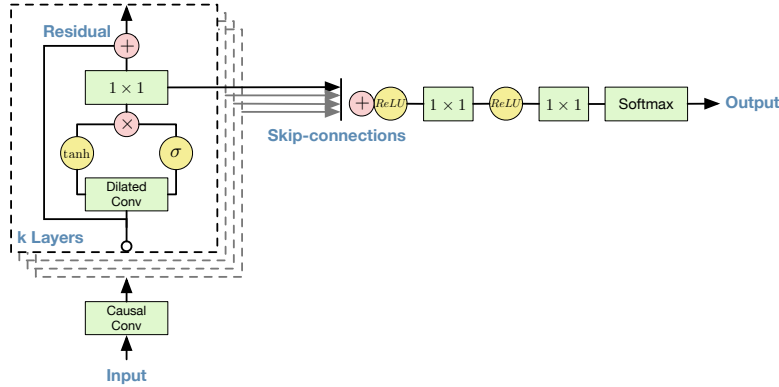 Residual
+
1 × 1
×
tanh
σ
Dilated
Conv
k Layers
Causal
Conv
Input
Skip-connections
+
ReLU
1 × 1
ReLU
1 × 1
Softmax
Output